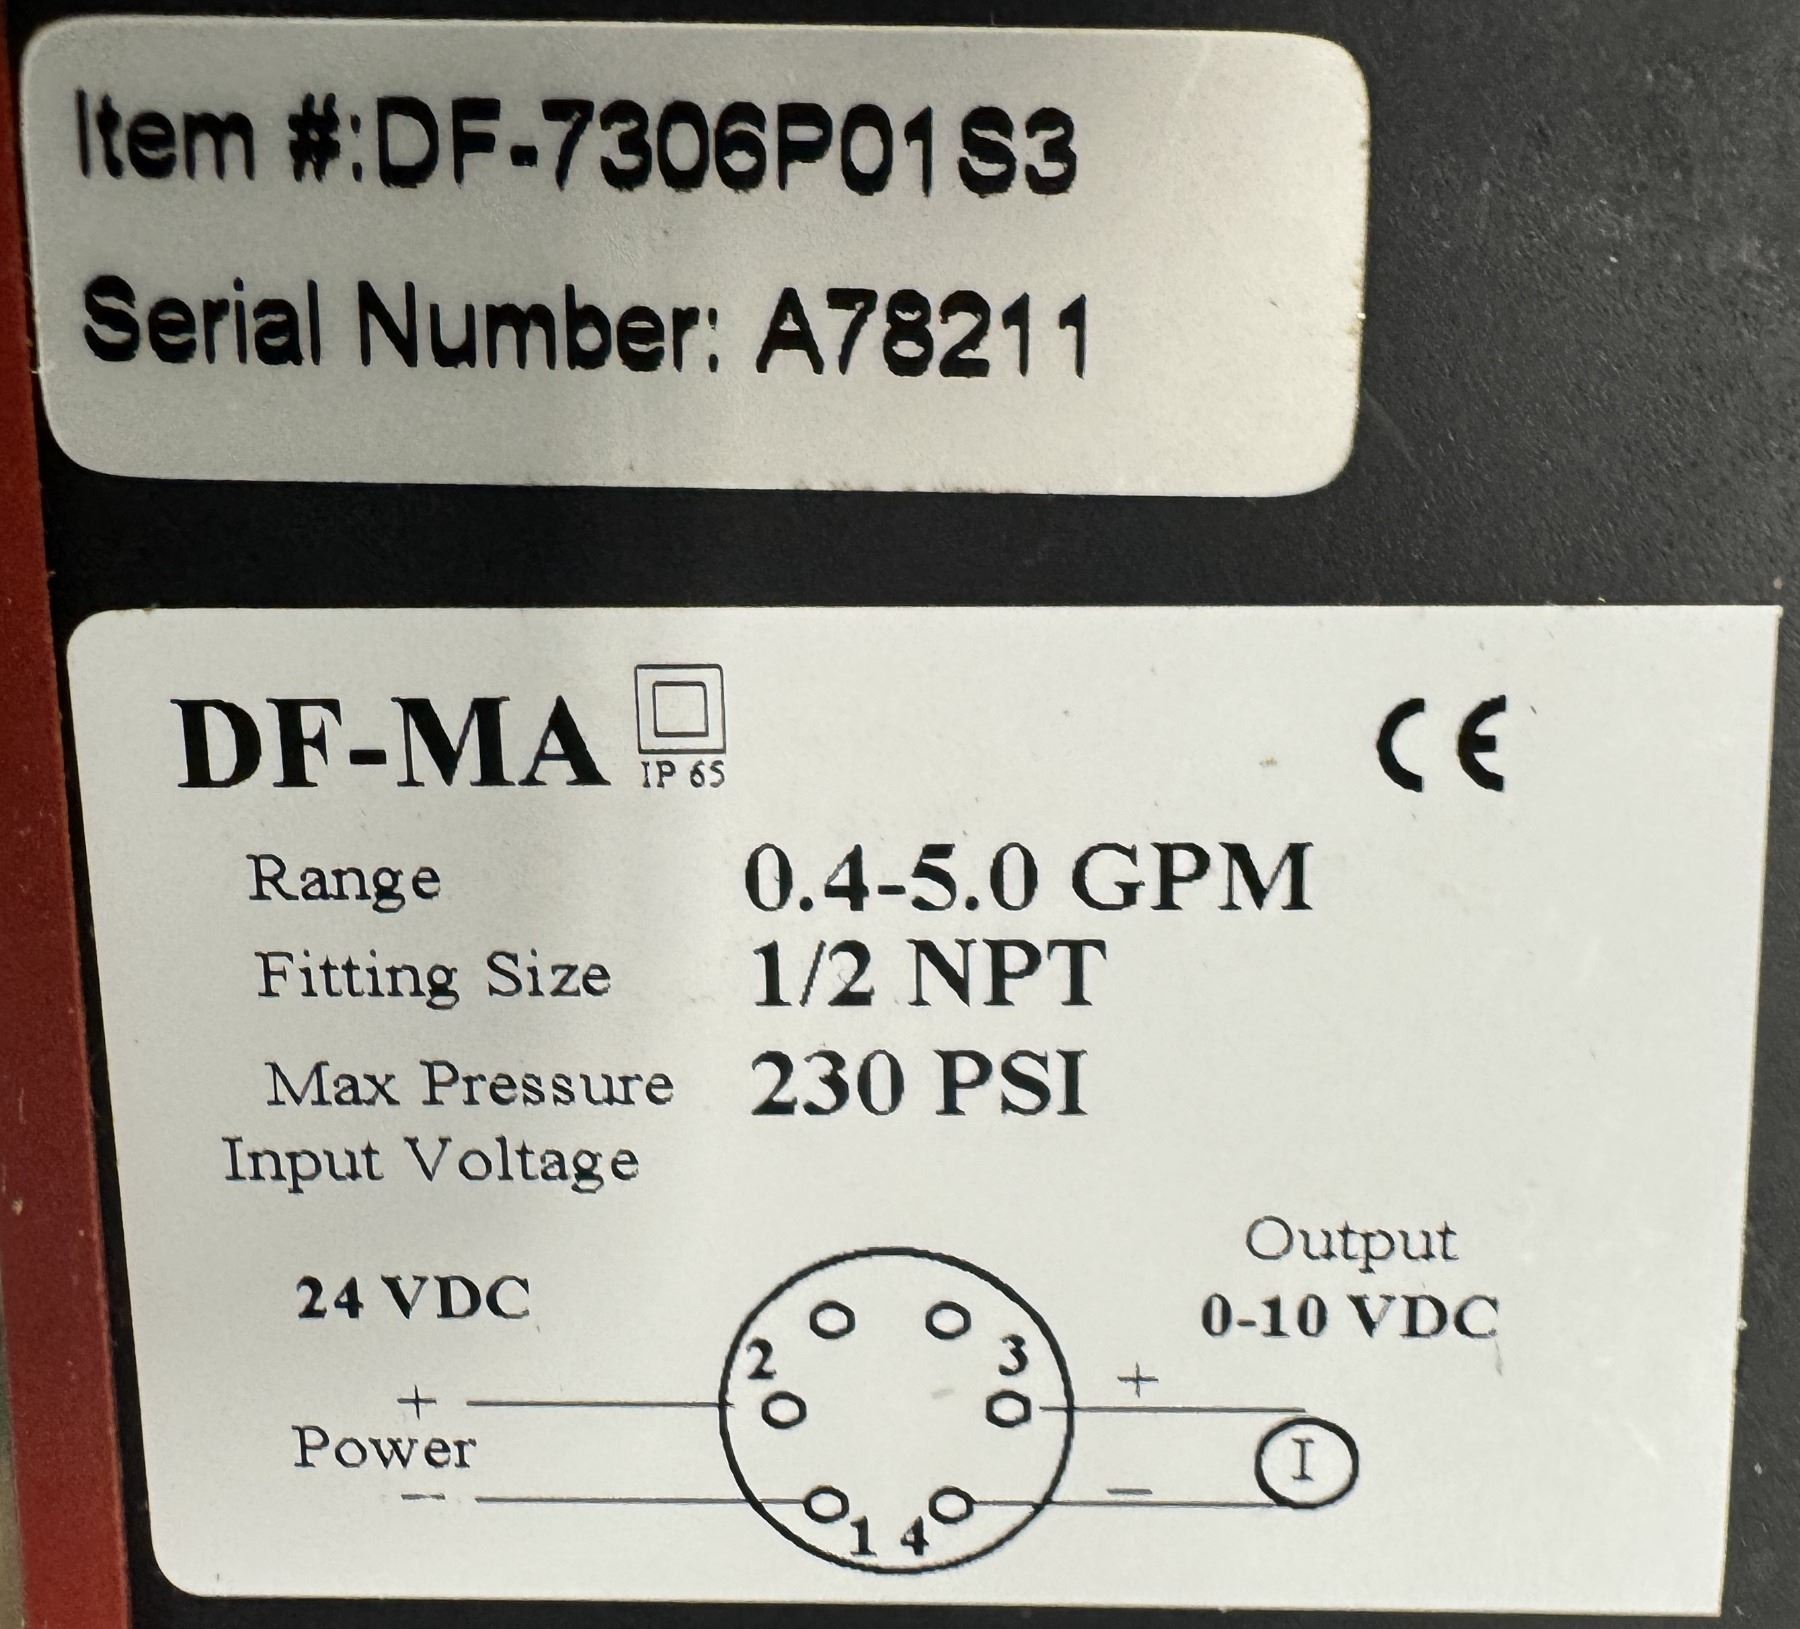 Item #:DF-7306P01S3
Serial Number: A78211
DF-MA
IP 65
CE
Range 0.4-5.0 GPM
Fitting Size 1/2 NPT
Max Pressure 230 PSI
Input Voltage
24 VDC
Output
0-10 VDC
2 3
+ +
Power
I
- -
1 4